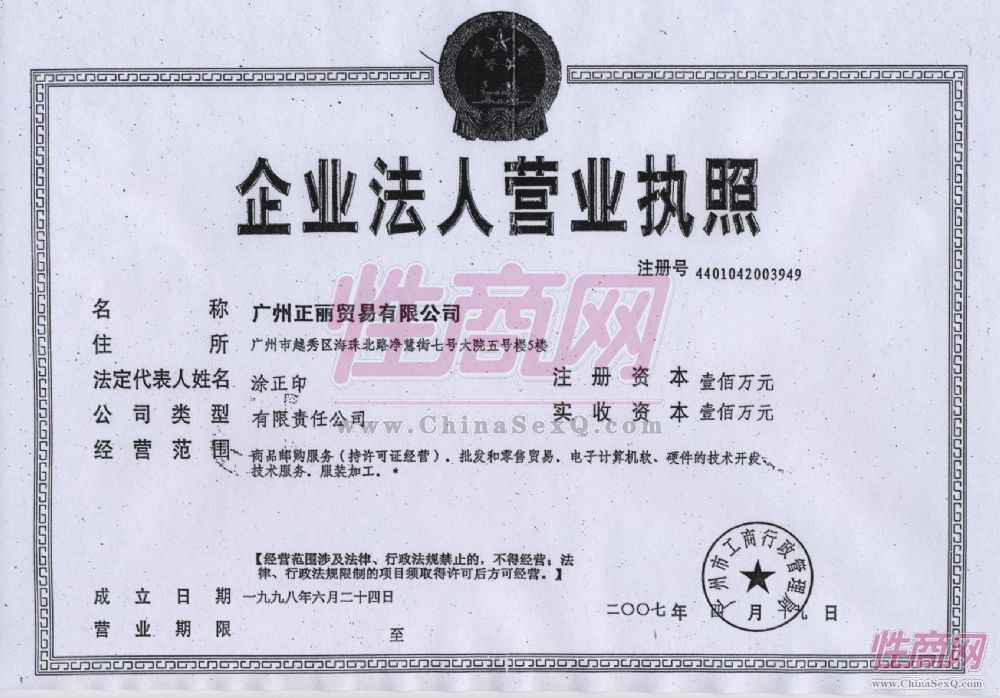 企业法人营业执照
注册号 4401042003949
名称 广州正丽贸易有限公司
住所 广州市越秀区海珠北路净慧街七号大院五号楼5楼
法定代表人姓名 涂正印
注册资本 壹佰万元
公司类型 有限责任公司
实收资本 壹佰万元
经营范围 商品邮购服务（持许可证经营）。批发和零售贸易。电子计算机软、硬件的技术开发、
技术服务。服装加工。*
性商网
www.ChinaSexQ.com
【经营范围涉及法律、行政法规禁止的，不得经营；法
律、行政法规限制的项目须取得许可后方可经营。】
成立日期 一九九八年六月二十四日
营业期限 至
广州市工商行政管理局
二〇〇七年 四月 十九日
性商网
www.ChinaSexQ.com